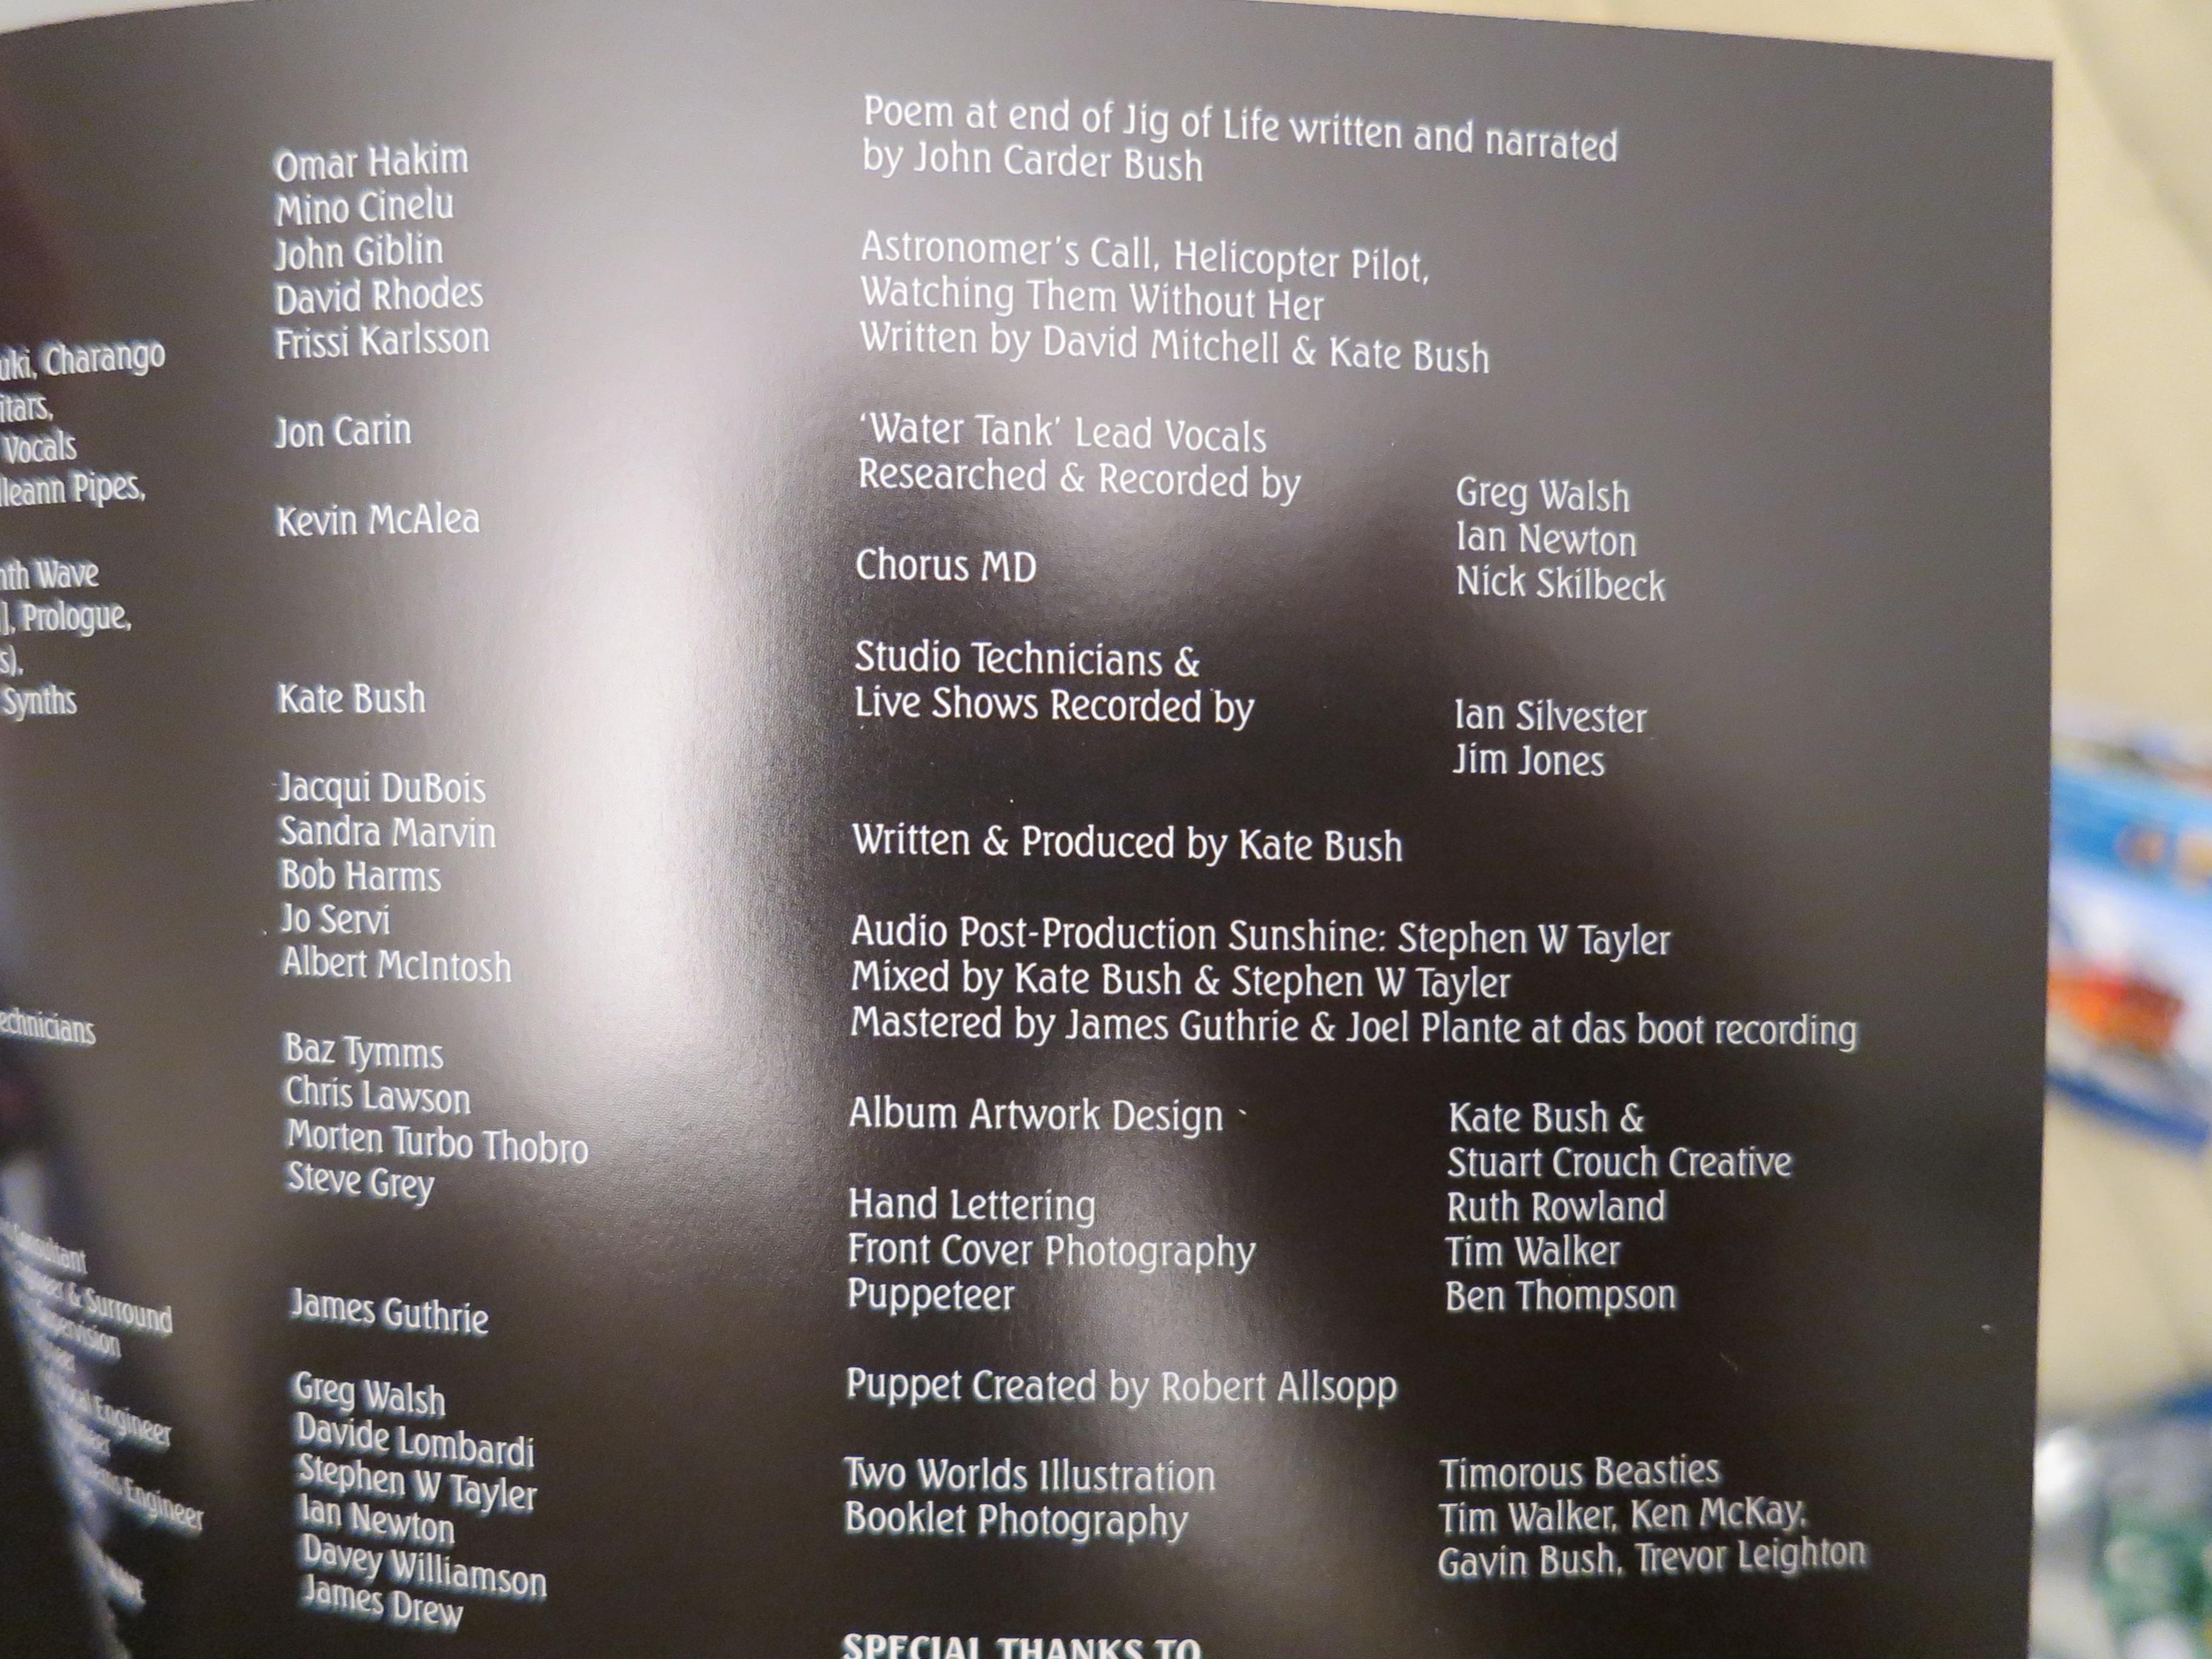 Charango
Vocals
Pipes,
Wave
Prologue,
Synths
Omar Hakim
Mino Cinelu
John Giblin
David Rhodes
Frissi Karlsson
Jon Carin
Kevin McAlea
Kate Bush
Jacqui DuBois
Sandra Marvin
Bob Harms
Jo Servi
Albert McIntosh
Baz Tymms
Chris Lawson
Morten Turbo Thobro
Steve Grey
& Surround
Engineer
Engineer
James Guthrie
Greg Walsh
Davide Lombardi
Stephen W Tayler
Ian Newton
Davey Williamson
James Drew
Poem at end of Jig of Life written and narrated
by John Carder Bush
Astronomer's Call, Helicopter Pilot,
Watching Them Without Her
Written by David Mitchell & Kate Bush
'Water Tank' Lead Vocals
Researched & Recorded by
Greg Walsh
Ian Newton
Chorus MD
Nick Skilbeck
Studio Technicians &
Live Shows Recorded by
Ian Silvester
Jim Jones
Written & Produced by Kate Bush
Audio Post-Production Sunshine: Stephen W Tayler
Mixed by Kate Bush & Stephen W Tayler
Mastered by James Guthrie & Joel Plante at das boot recording
Album Artwork Design
Kate Bush &
Stuart Crouch Creative
Hand Lettering
Ruth Rowland
Front Cover Photography
Tim Walker
Puppeteer
Ben Thompson
Puppet Created by Robert Allsopp
Two Worlds Illustration
Timorous Beasties
Booklet Photography
Tim Walker, Ken McKay,
Gavin Bush, Trevor Leighton
SPECIAL THANKS TO